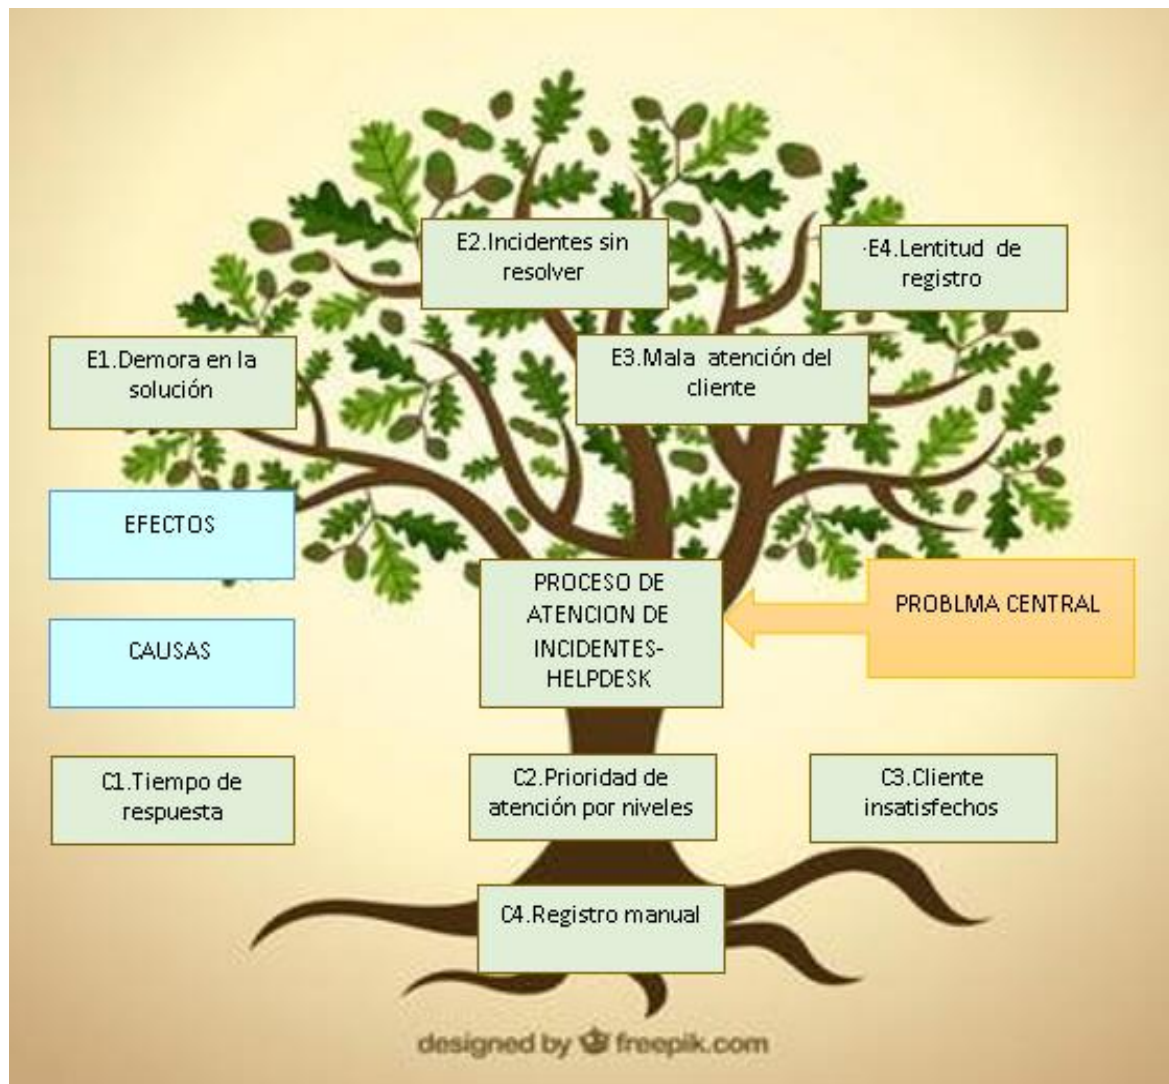 E2.Incidentes sin
resolver
·E4.Lentitud de
registro
E1.Demora en la
solución
E3.Mala atención del
cliente
EFECTOS
PROCESO DE
ATENCION DE
INCIDENTES-
HELPDESK
PROBLMA CENTRAL
CAUSAS
C1.Tiempo de
respuesta
C2.Prioridad de
atención por niveles
C3.Cliente
insatisfechos
C4.Registro manual
designed by freepik.com